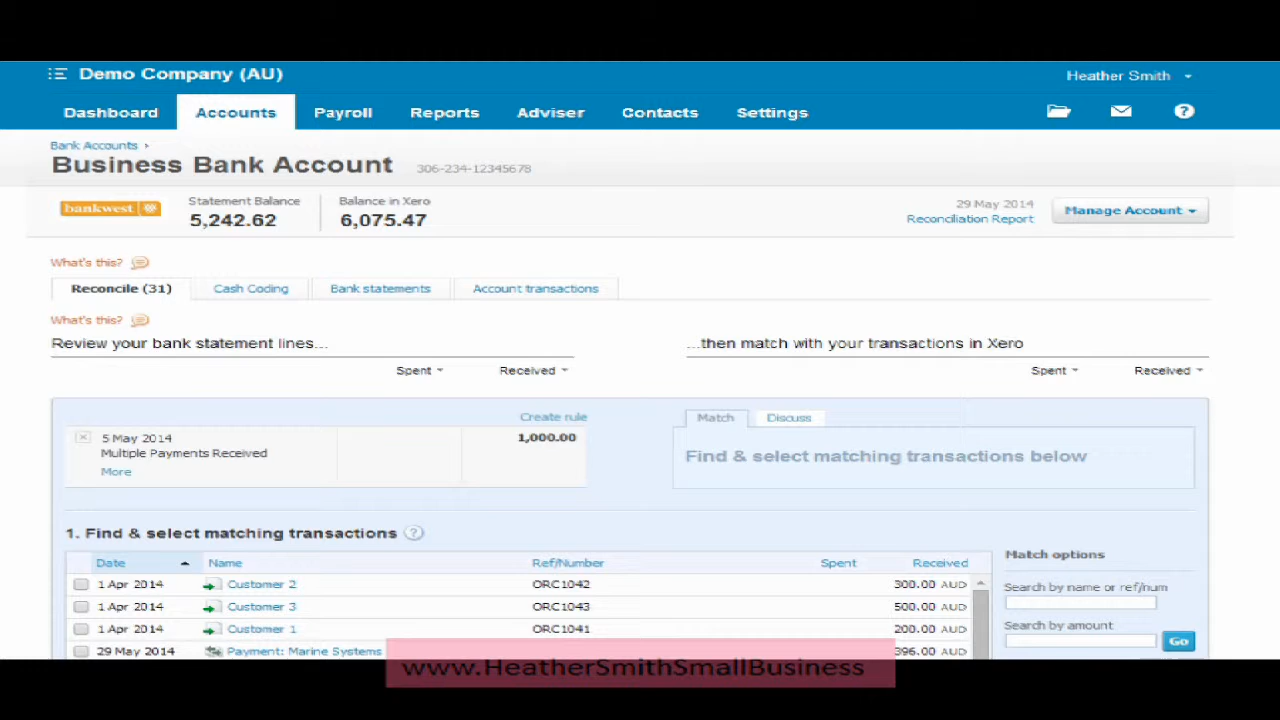 Demo Company (AU)
Heather Smith
Dashboard Accounts Payroll Reports Adviser Contacts Settings
Bank Accounts ›
Business Bank Account 306-234-12345678
bankwest
Statement Balance
5,242.62
Balance in Xero
6,075.47
29 May 2014
Reconciliation Report
Manage Account
What's this?
Reconcile (31) Cash Coding Bank statements Account transactions
What's this?
Review your bank statement lines...
...then match with your transactions in Xero
Spent Received
Spent Received
Create rule
5 May 2014
Multiple Payments Received
More
1,000.00
Match Discuss
Find & select matching transactions below
1. Find & select matching transactions ?
Date Name Ref/Number Spent Received
1 Apr 2014 Customer 2 ORC1042 300.00 AUD
1 Apr 2014 Customer 3 ORC1043 500.00 AUD
1 Apr 2014 Customer 1 ORC1041 200.00 AUD
29 May 2014 Payment: Marine Systems 396.00 AUD
Match options
Search by name or ref/num
Search by amount
Go
www.HeatherSmithSmallBusiness